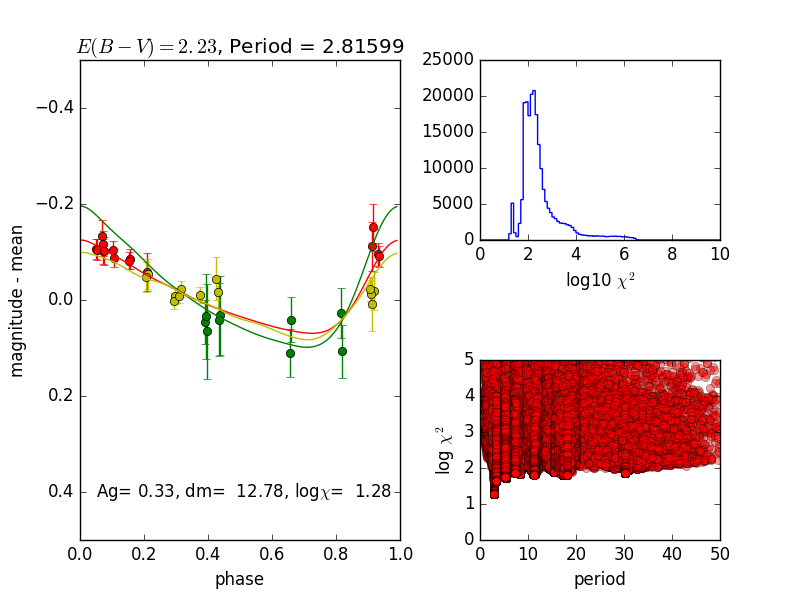 E(B − V) = 2.23, Period = 2.81599
−0.4
−0.2
0.0
0.2
0.4
magnitude - mean
Ag= 0.33, dm=  12.78, logχ=  1.28
0.0 0.2 0.4 0.6 0.8 1.0
phase
25000
20000
15000
10000
5000
0
0 2 4 6 8 10
log10 χ²
5
4
3
2
1
0
log χ²
0 10 20 30 40 50
period